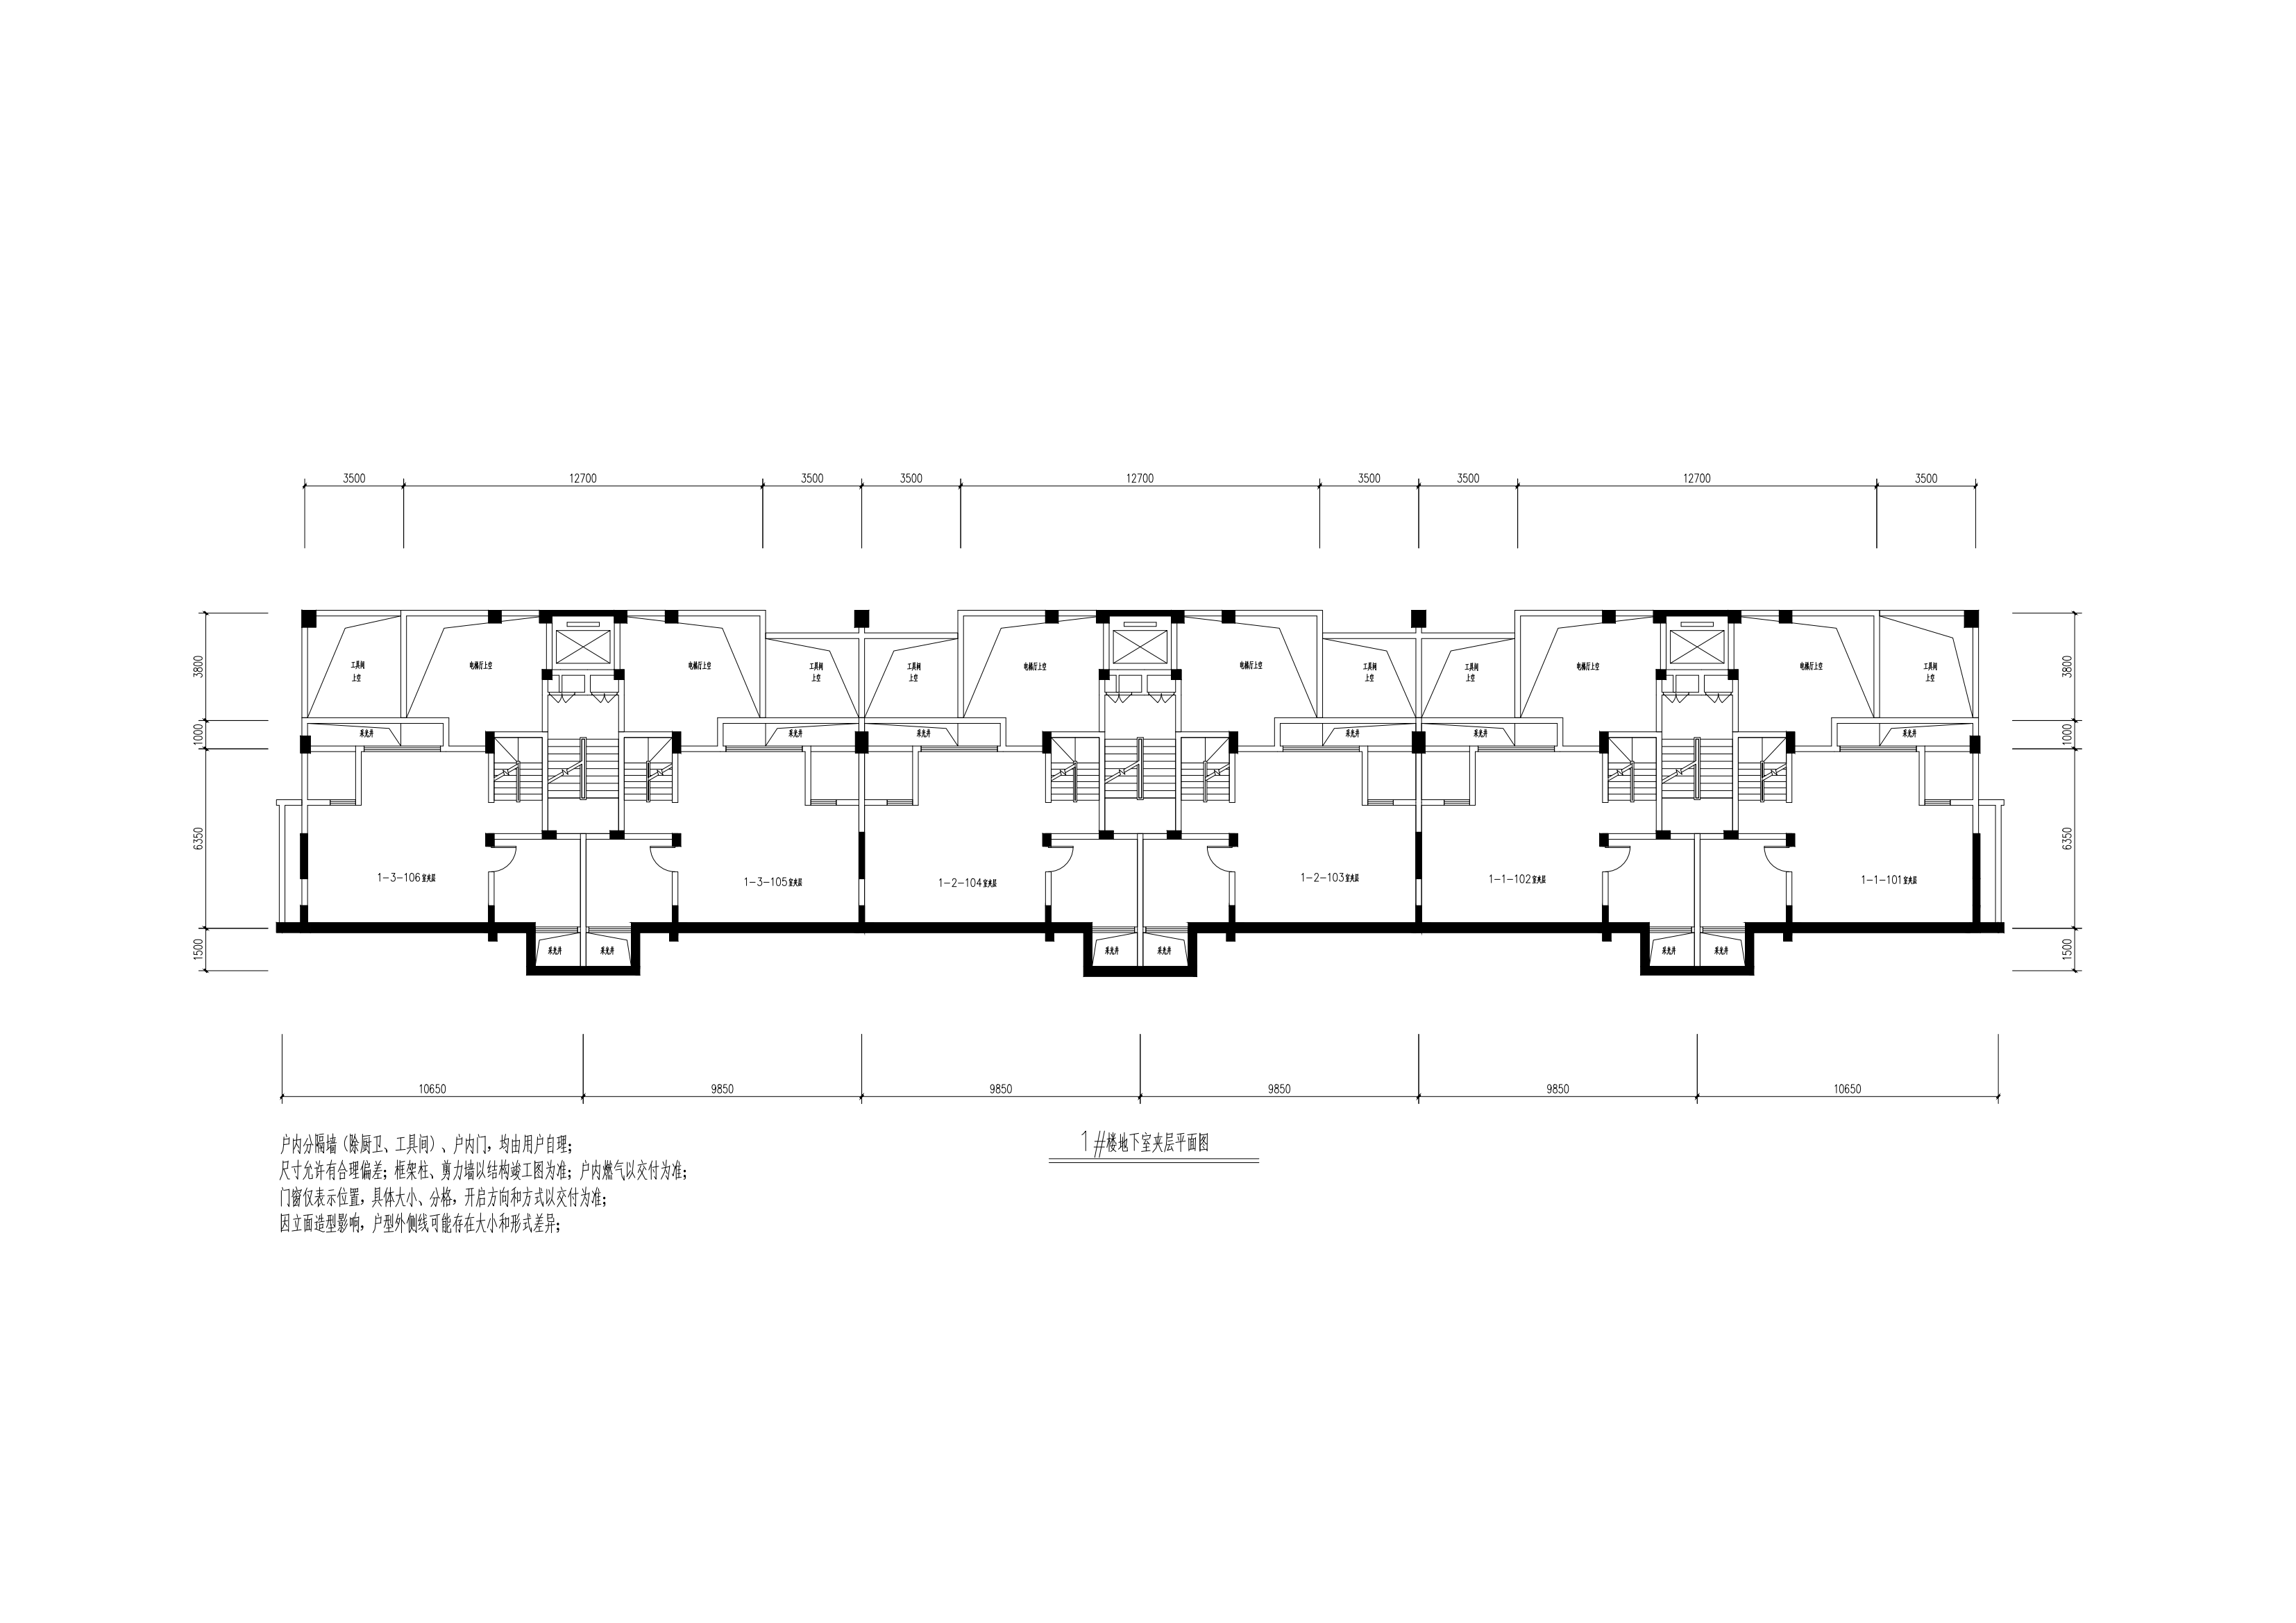 3500 12700 3500 3500 12700 3500 3500 12700 3500
3800
1000
6350
1500
工具间
上空
电梯厅上空
电梯厅上空
工具间
上空
工具间
上空
电梯厅上空
电梯厅上空
工具间
上空
工具间
上空
电梯厅上空
电梯厅上空
工具间
上空
3800
1000
6350
1500
采光井
采光井
采光井
采光井
采光井
采光井
1-3-106室夹层
1-3-105室夹层
1-2-104室夹层
1-2-103室夹层
1-1-102室夹层
1-1-101室夹层
采光井
采光井
采光井
采光井
采光井
采光井
10650 9850 9850 9850 9850 10650
1#楼地下室夹层平面图
户内分隔墙（除厨卫、工具间）、户内门，均由用户自理；
尺寸允许有合理偏差；框架柱、剪力墙以结构竣工图为准；户内燃气以交付为准；
门窗仅表示位置，具体大小、分格，开启方向和方式以交付为准；
因立面造型影响，户型外侧线可能存在大小和形式差异；